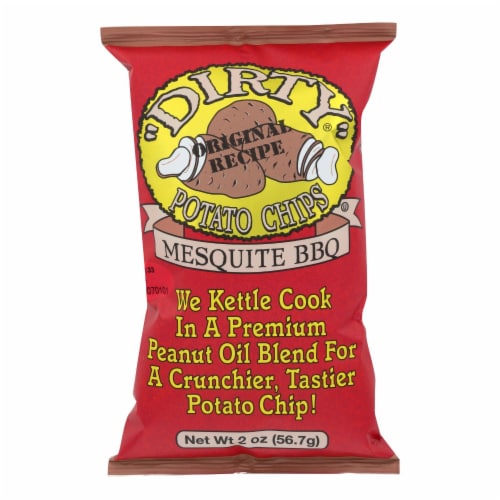 "DIRTY"®
ORIGINAL
RECIPE
POTATO CHIPS®
MESQUITE BBQ
We Kettle Cook
In A Premium
Peanut Oil Blend For
A Crunchier, Tastier
Potato Chip!
Net Wt 2 oz (56.7g)